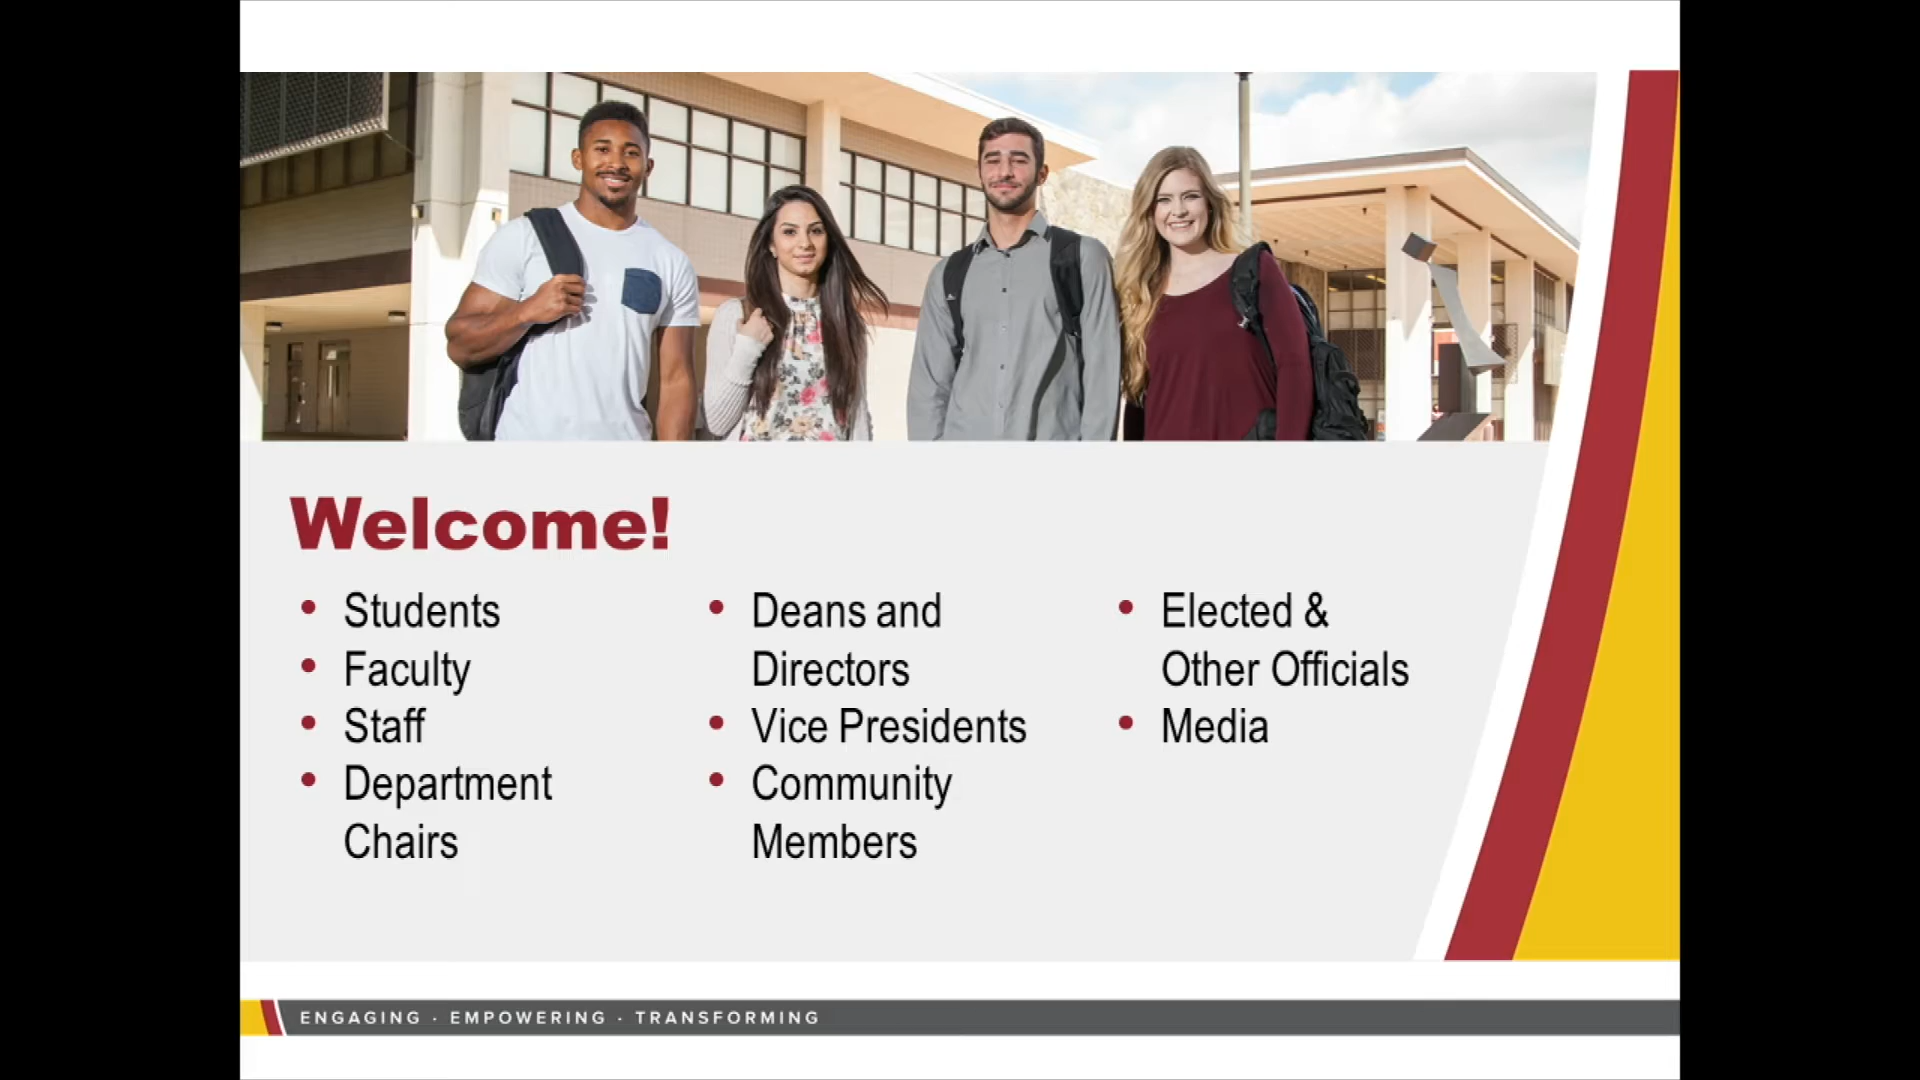 Welcome!
• Students
• Faculty
• Staff
• Department
Chairs
• Deans and
Directors
• Vice Presidents
• Community
Members
• Elected &
Other Officials
• Media
ENGAGING · EMPOWERING · TRANSFORMING